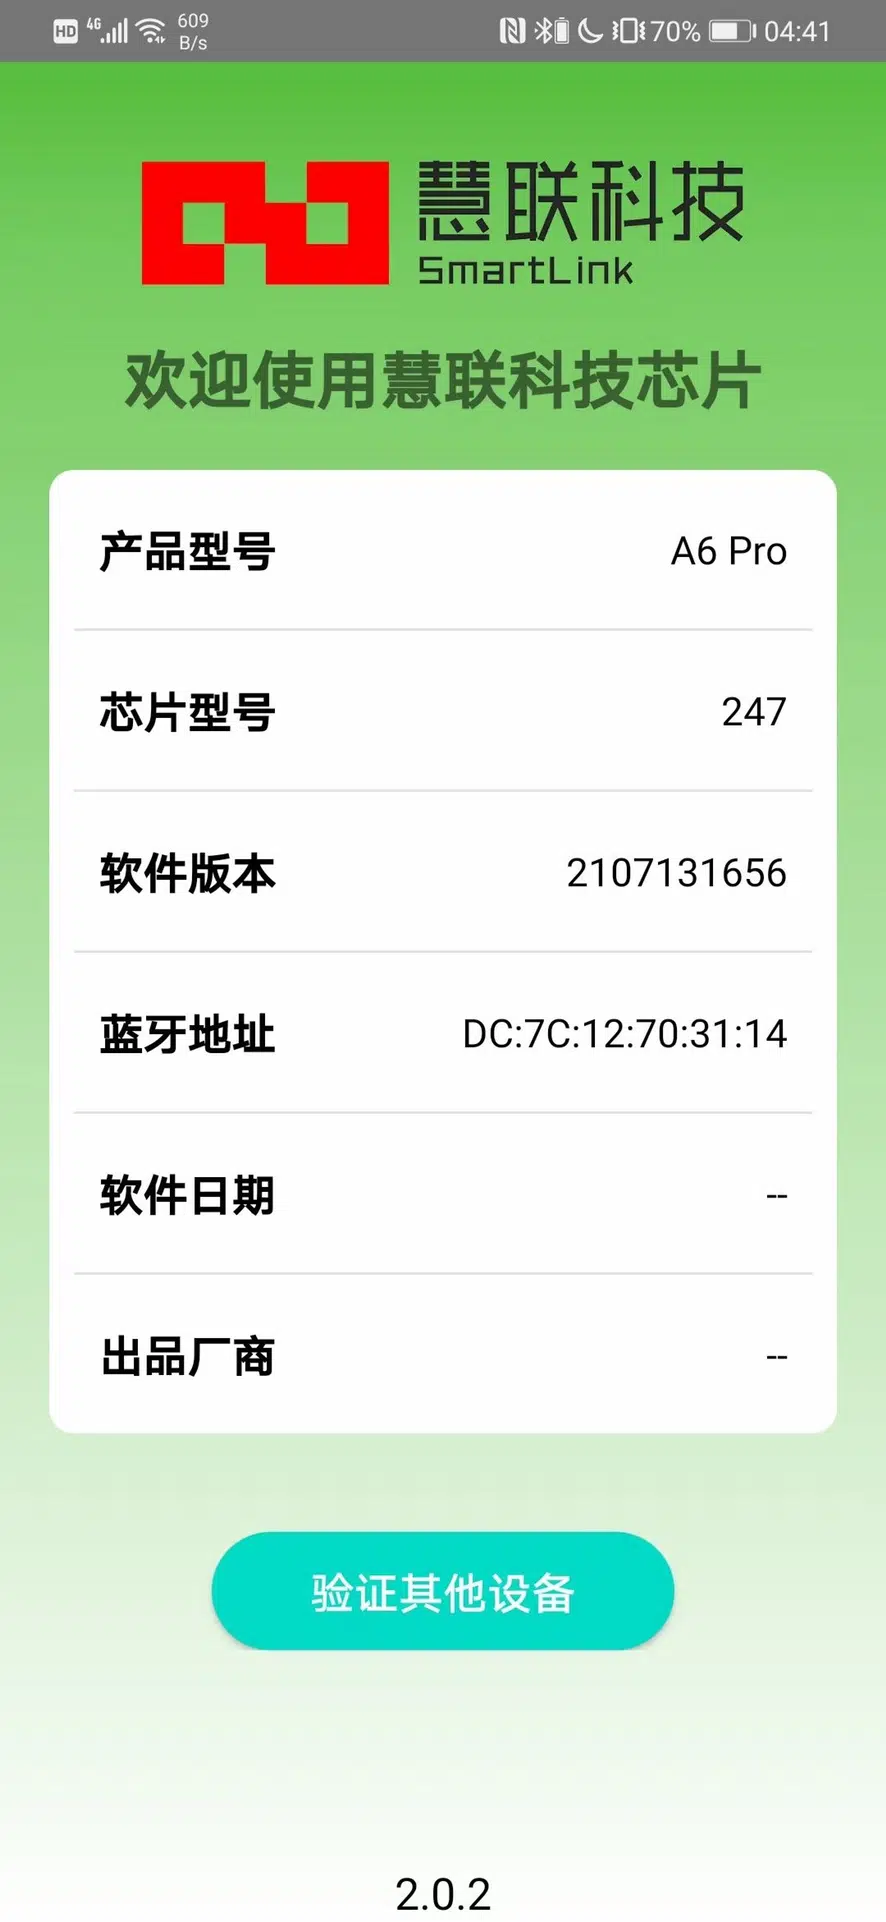 HD 4G 609 B/s 70% 04:41
慧联科技
SmartLink
欢迎使用慧联科技芯片
产品型号 A6 Pro
芯片型号 247
软件版本 2107131656
蓝牙地址 DC:7C:12:70:31:14
软件日期 --
出品厂商 --
验证其他设备
2.0.2